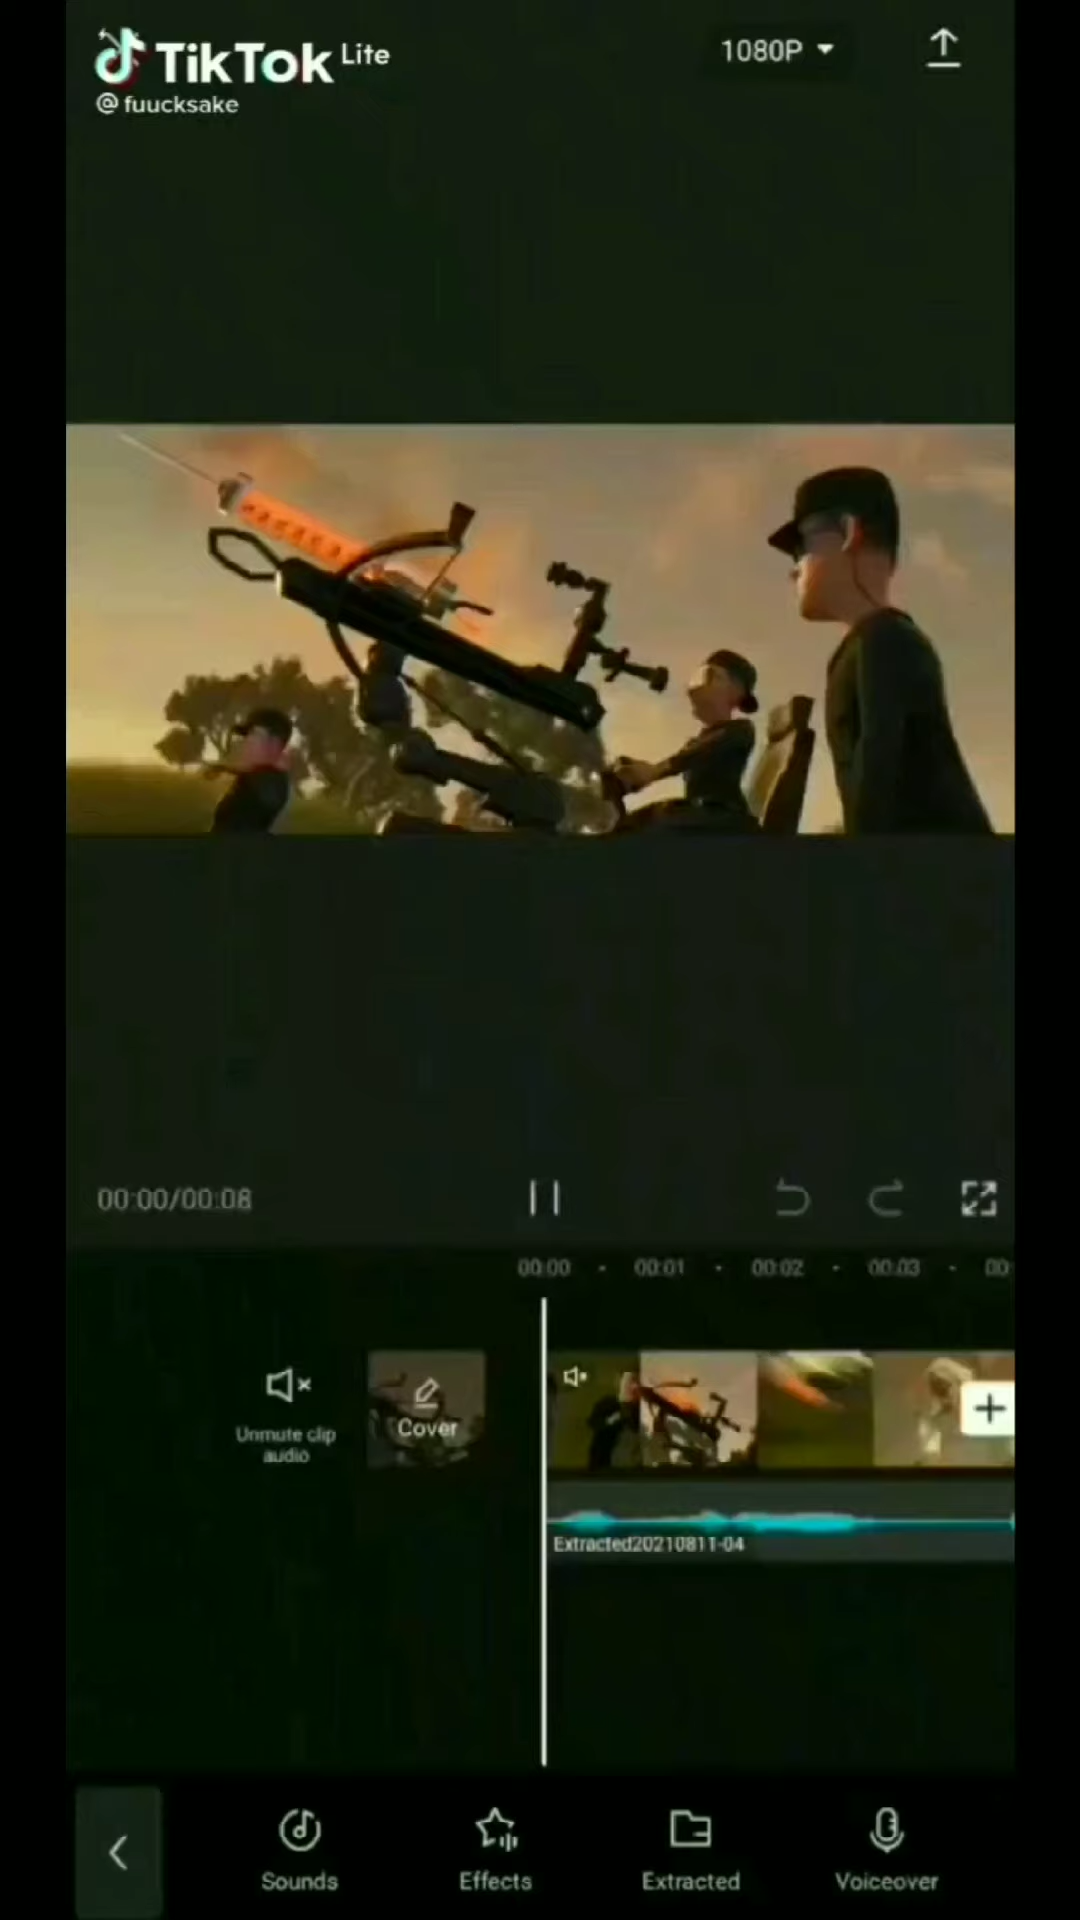 TikTok Lite
@fuucksake
1080P
00:00/00:08
00:00 00:01 00:02 00:03 00
Unmute clip
audio
Cover
Extracted20210811-04
Sounds Effects Extracted Voiceover